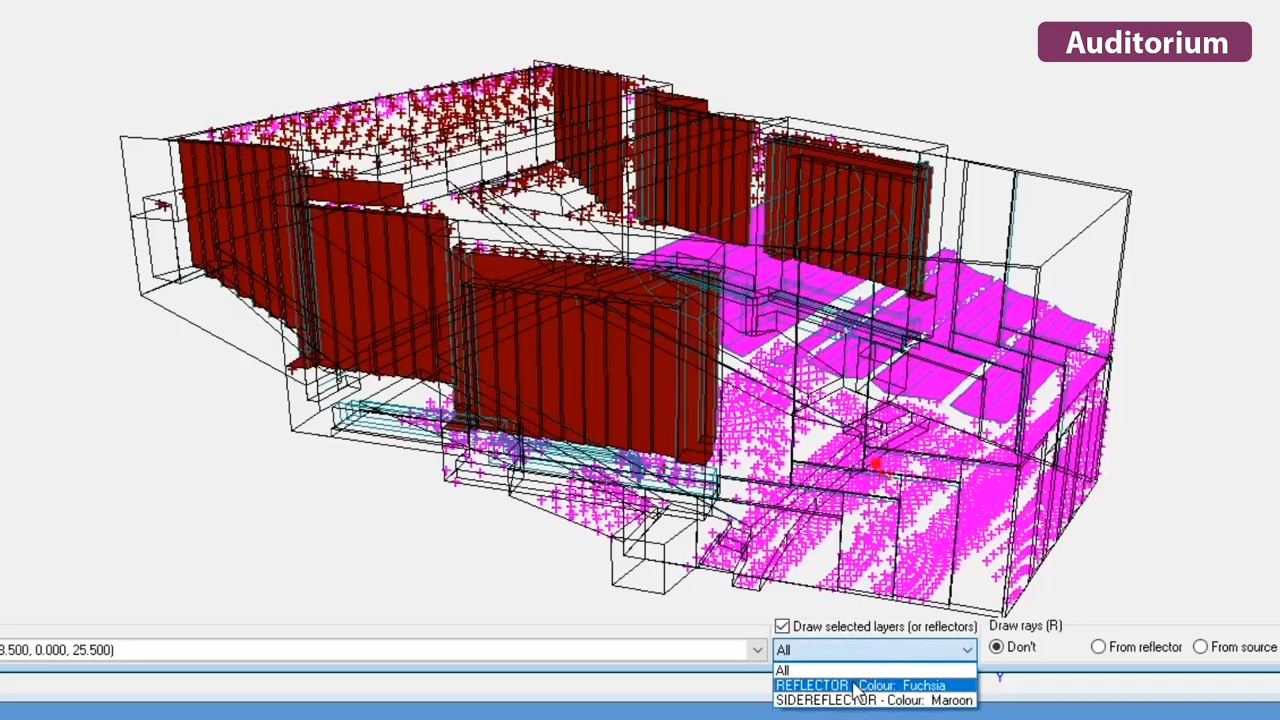 Auditorium
Draw selected layers (or reflectors)
Draw rays (R)
8.500, 0.000, 25.500)
All
Don't
From reflector
From source
All
REFLECTOR - Colour: Fuchsia
SIDEREFLECTOR - Colour: Maroon
Y